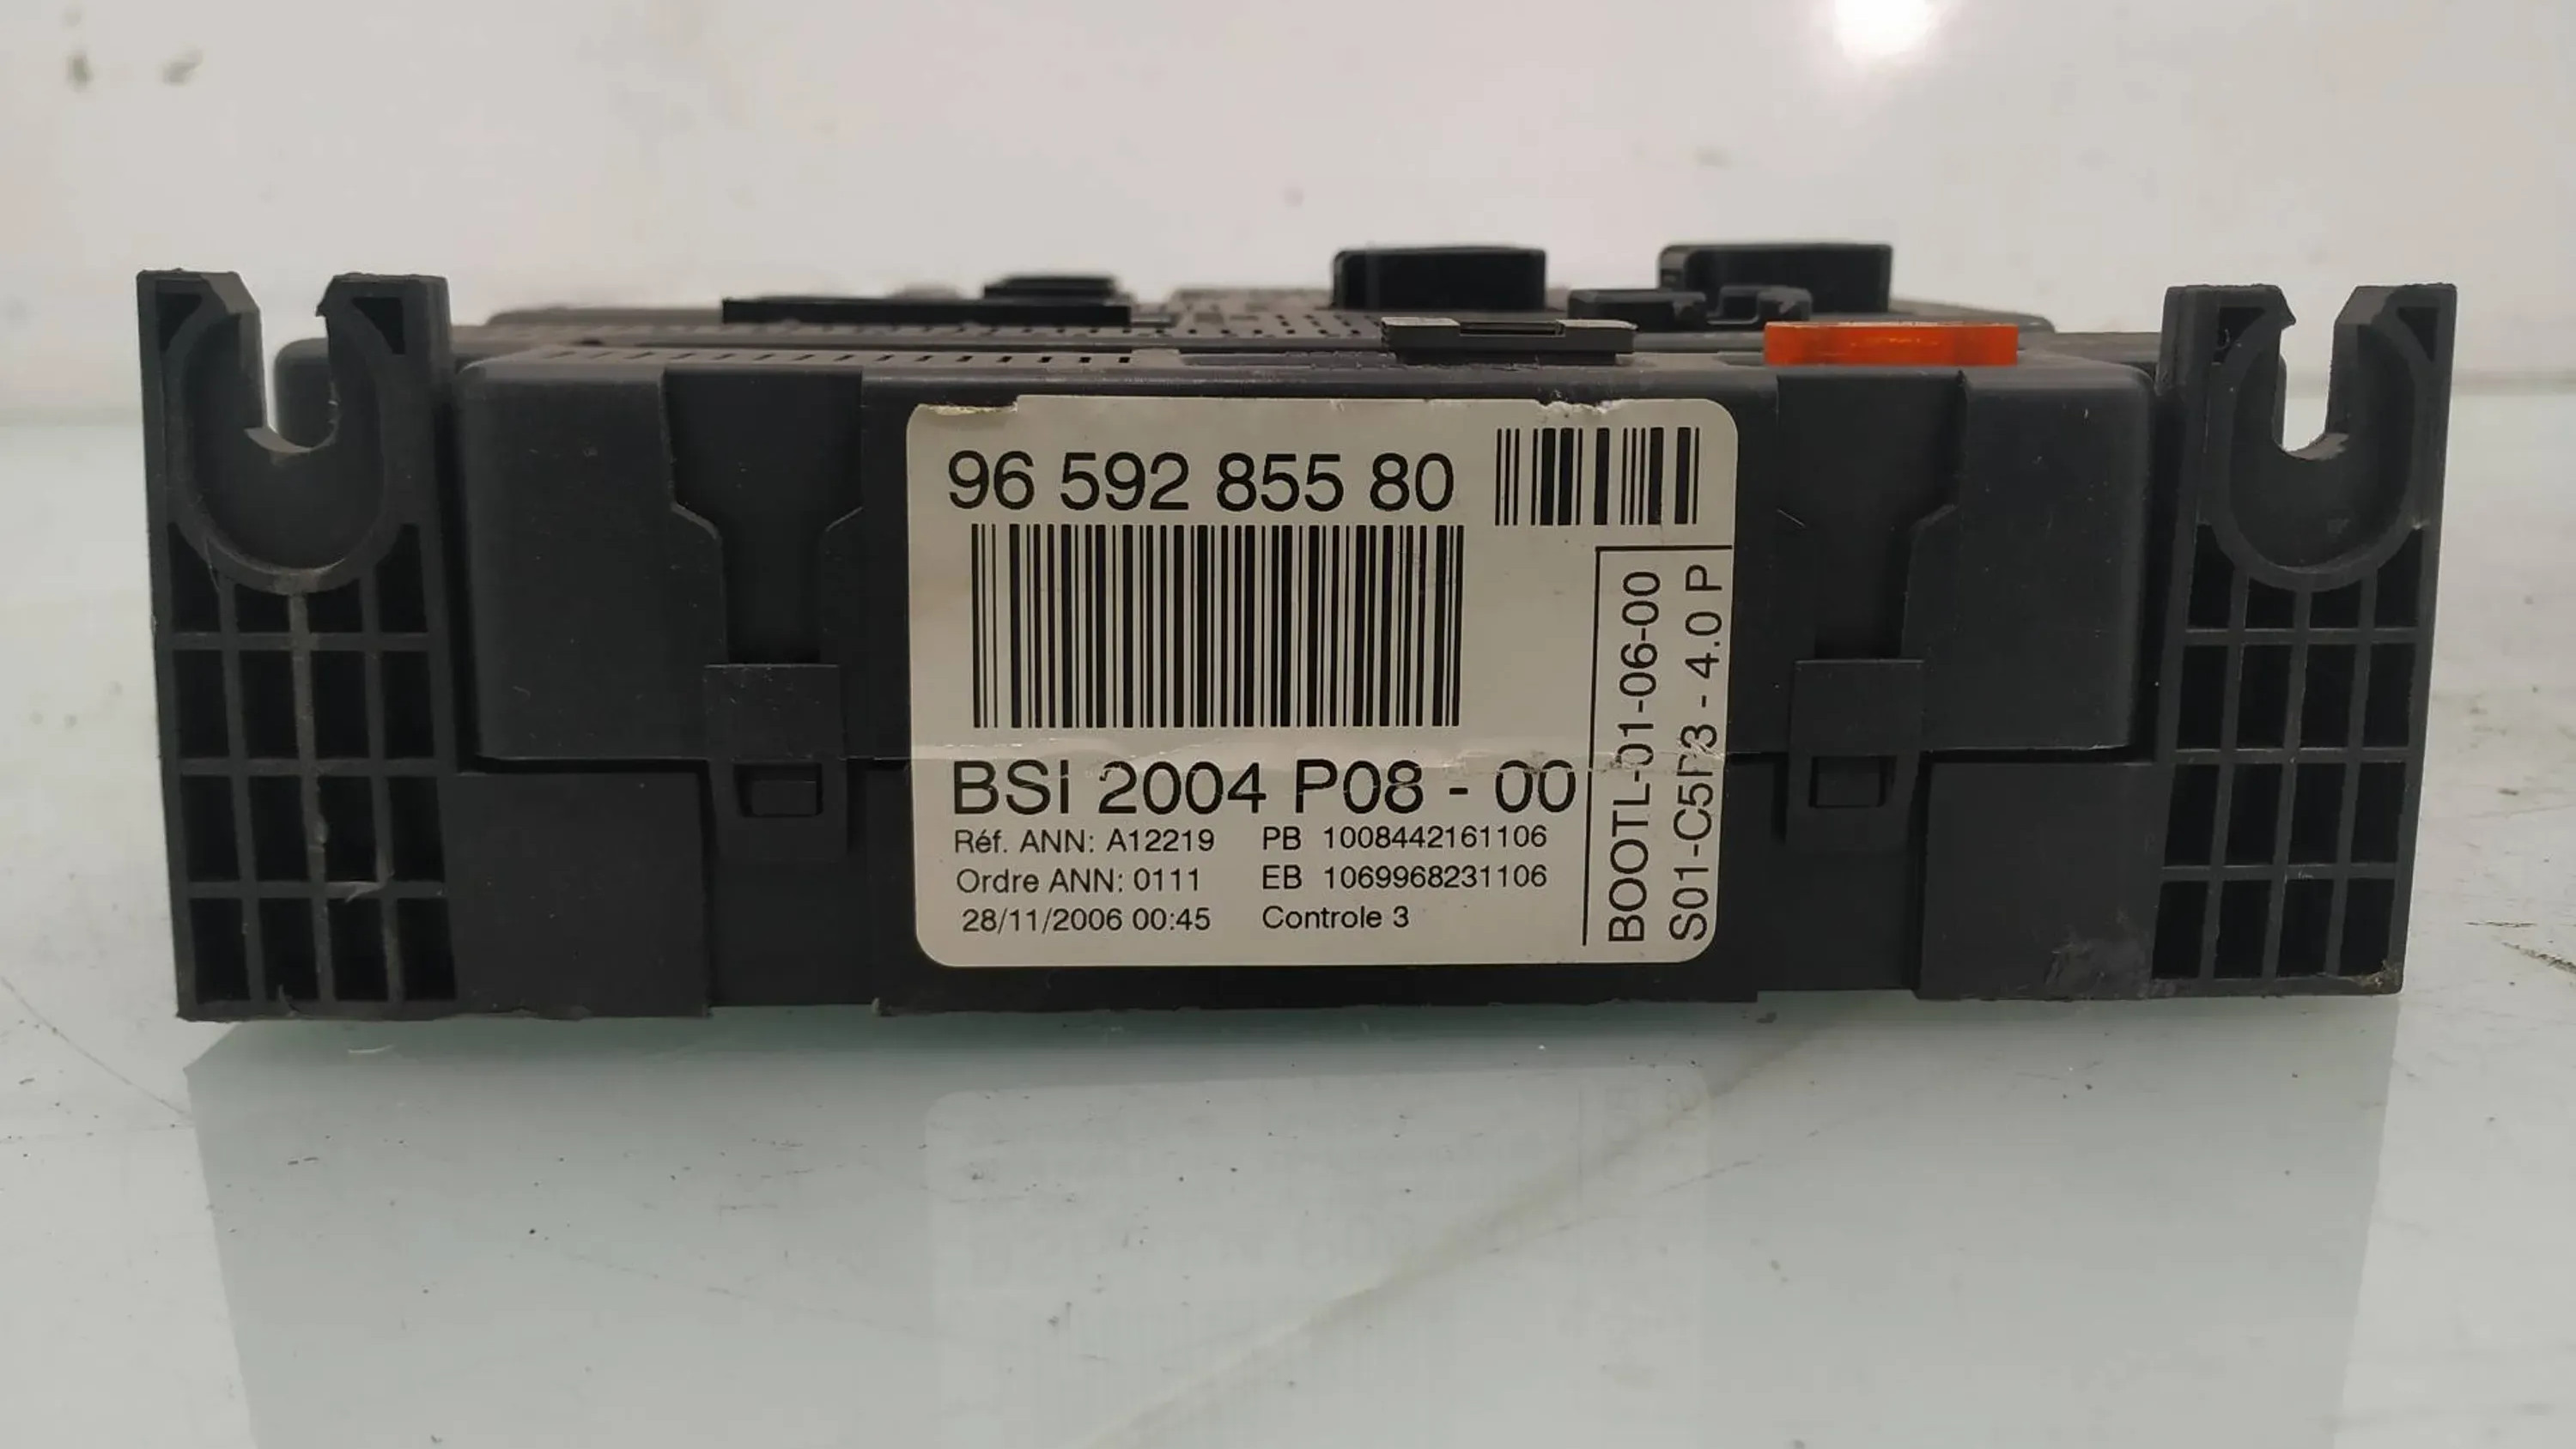 96 592 855 80
BSI 2004 P08 - 00
Réf. ANN: A12219 PB 1008442161106
Ordre ANN: 0111 EB 1069968231106
28/11/2006 00:45 Controle 3
BOOTL-01-06-00
S01-C5F3 - 4.0 P